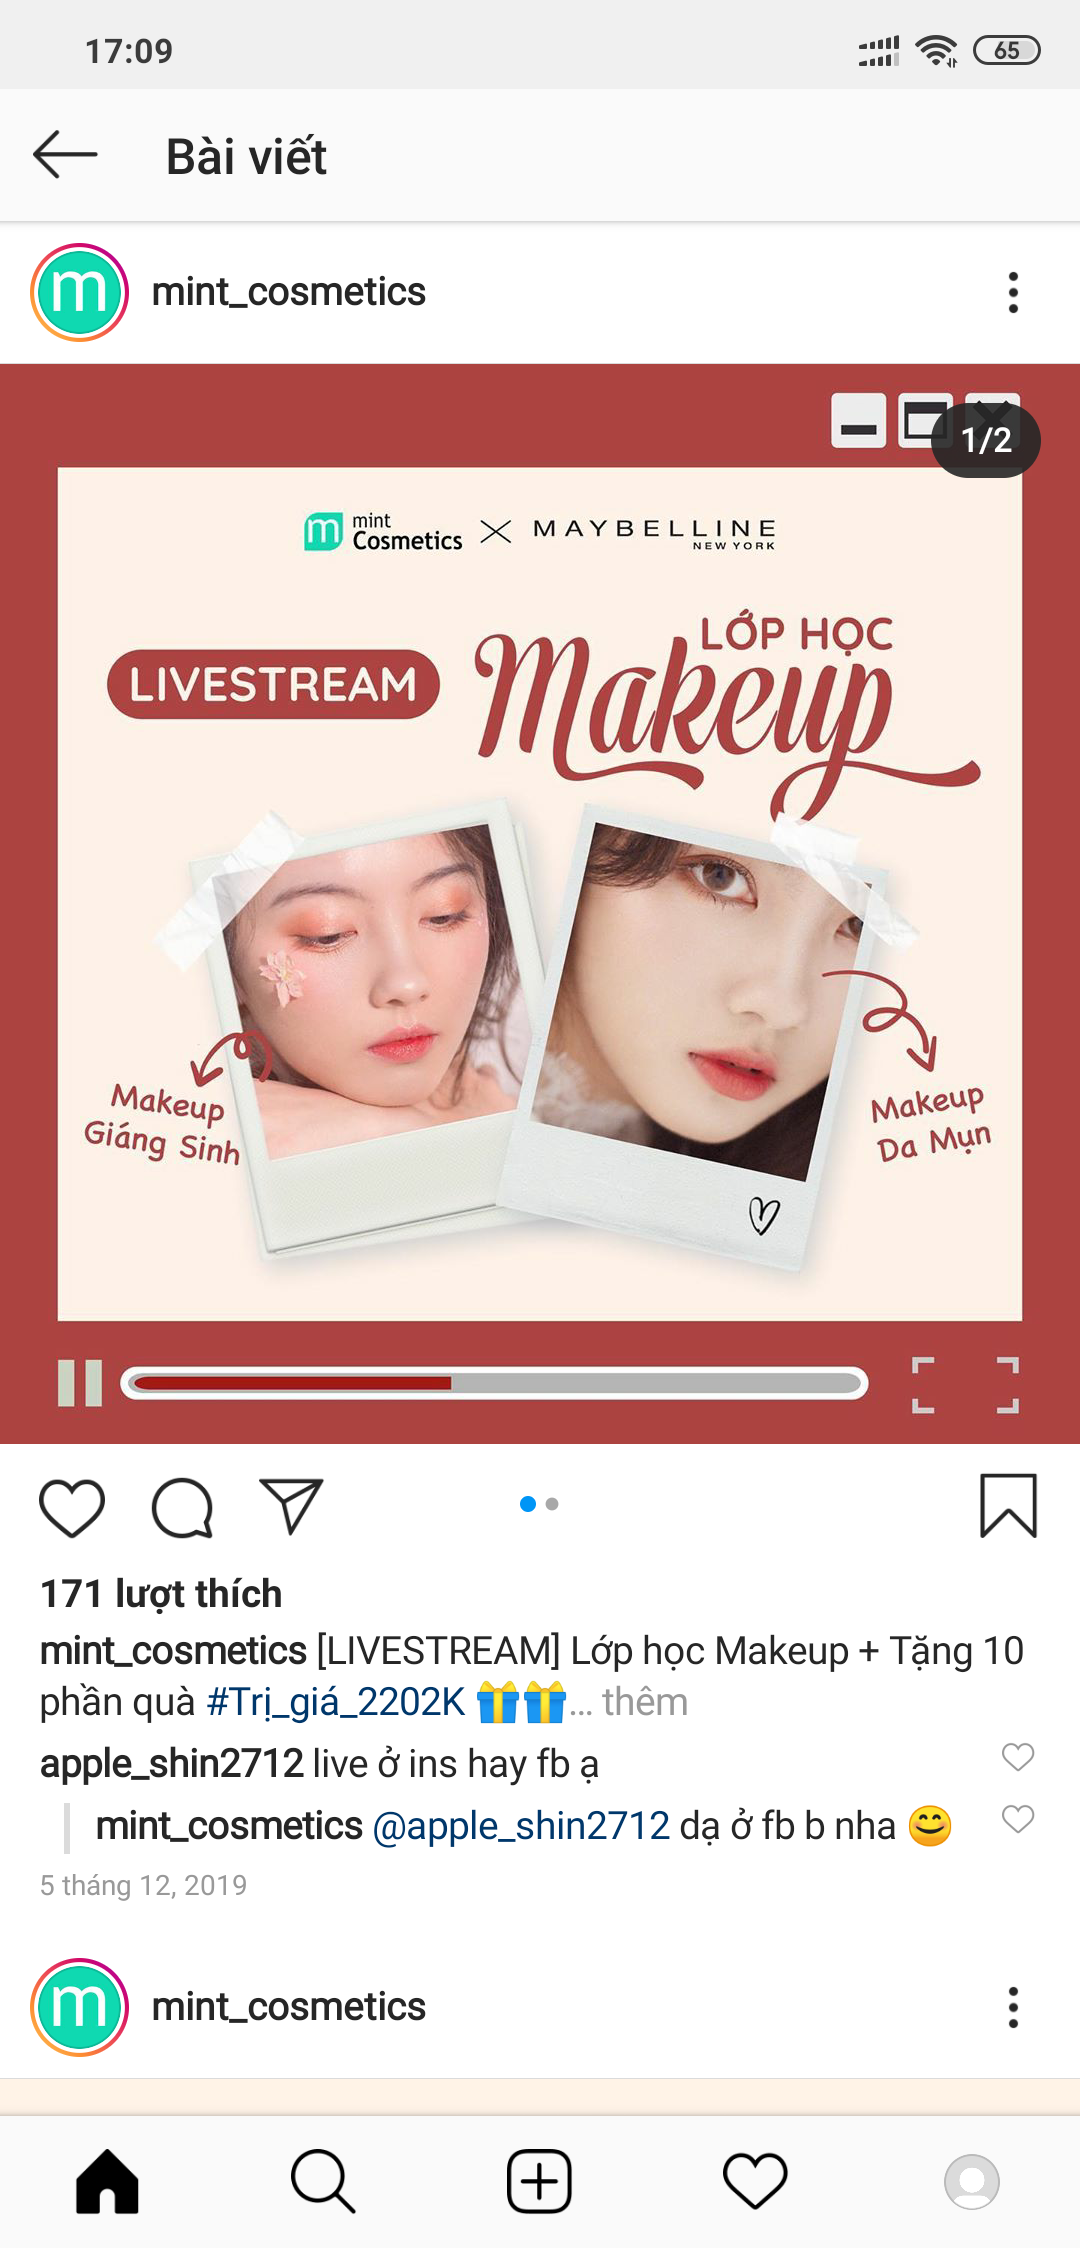 17:09
65
Bài viết
m mint_cosmetics
1/2
m mint Cosmetics X MAYBELLINE NEW YORK
LIVESTREAM
LỚP HỌC
Makeup
Makeup
Giáng Sinh
Makeup
Da Mụn
171 lượt thích
mint_cosmetics [LIVESTREAM] Lớp học Makeup + Tặng 10
phần quà #Trị_giá_2202K 🎁🎁... thêm
apple_shin2712 live ở ins hay fb ạ
mint_cosmetics @apple_shin2712 dạ ở fb b nha 😊
5 tháng 12, 2019
m mint_cosmetics